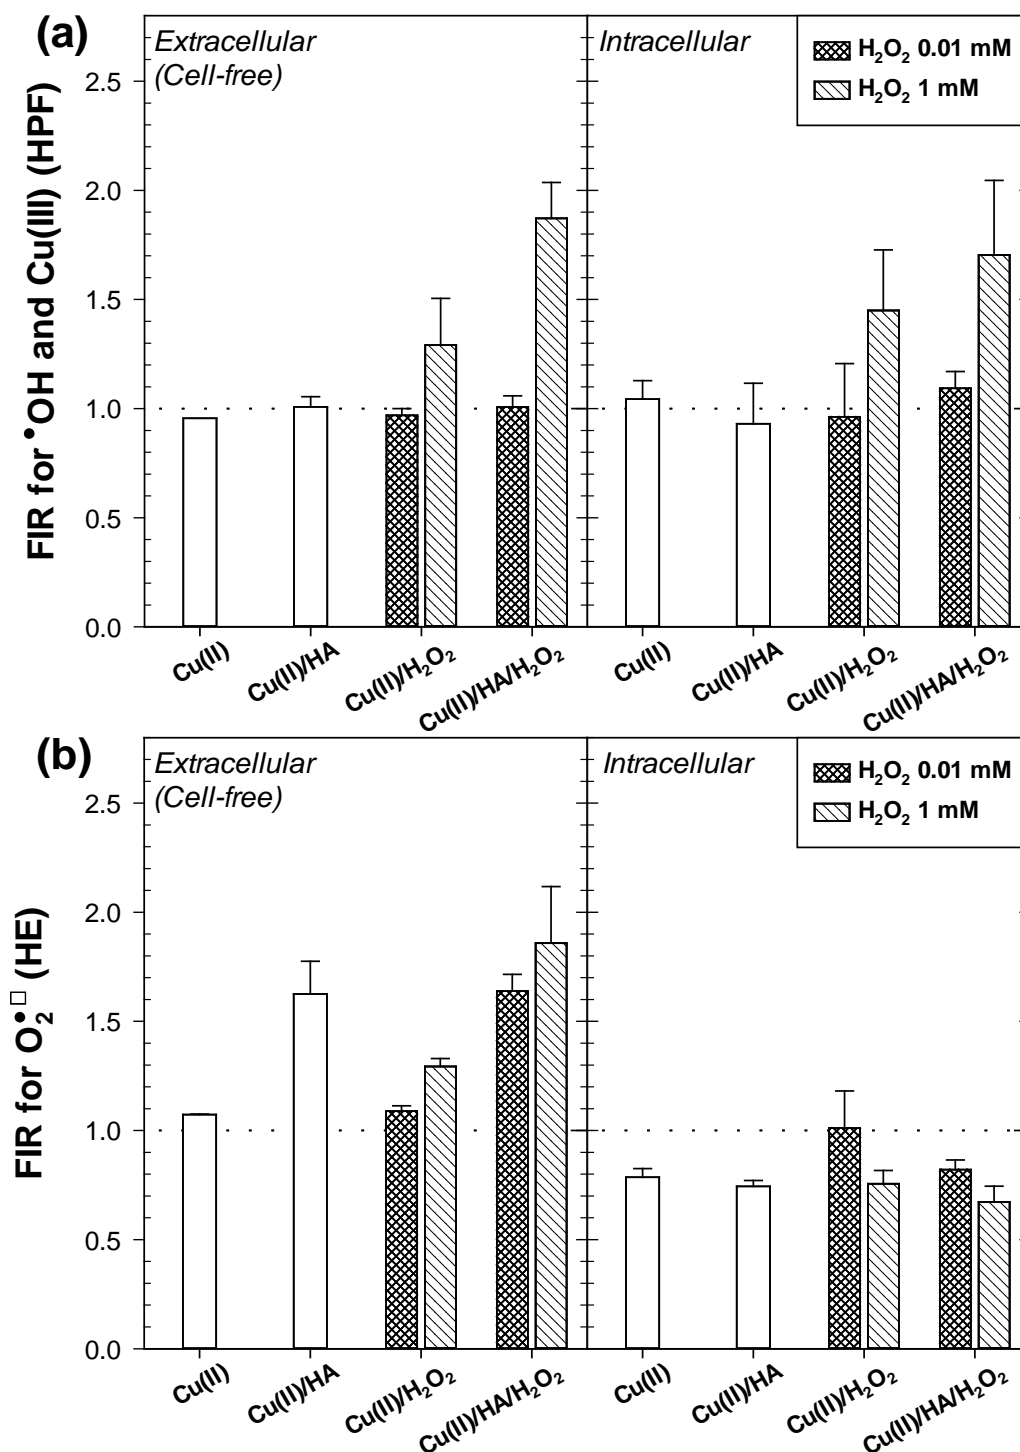 (a)
Extracellular
(Cell-free)
Intracellular
H₂O₂ 0.01 mM
H₂O₂ 1 mM
FIR for •OH and Cu(III) (HPF)
2.5
2.0
1.5
1.0
0.5
0.0
Cu(II)
Cu(II)/HA
Cu(II)/H₂O₂
Cu(II)/HA/H₂O₂
Cu(II)
Cu(II)/HA
Cu(II)/H₂O₂
Cu(II)/HA/H₂O₂
(b)
Extracellular
(Cell-free)
Intracellular
H₂O₂ 0.01 mM
H₂O₂ 1 mM
FIR for O₂•□ (HE)
2.5
2.0
1.5
1.0
0.5
0.0
Cu(II)
Cu(II)/HA
Cu(II)/H₂O₂
Cu(II)/HA/H₂O₂
Cu(II)
Cu(II)/HA
Cu(II)/H₂O₂
Cu(II)/HA/H₂O₂